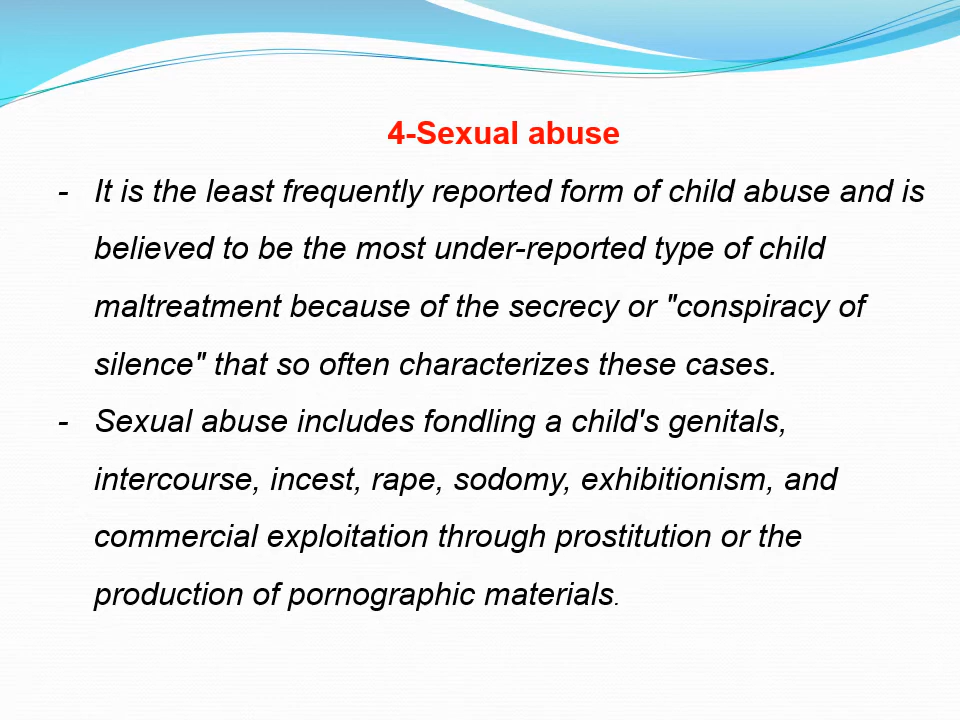 4-Sexual abuse
- It is the least frequently reported form of child abuse and is
believed to be the most under-reported type of child
maltreatment because of the secrecy or "conspiracy of
silence" that so often characterizes these cases.
- Sexual abuse includes fondling a child's genitals,
intercourse, incest, rape, sodomy, exhibitionism, and
commercial exploitation through prostitution or the
production of pornographic materials.